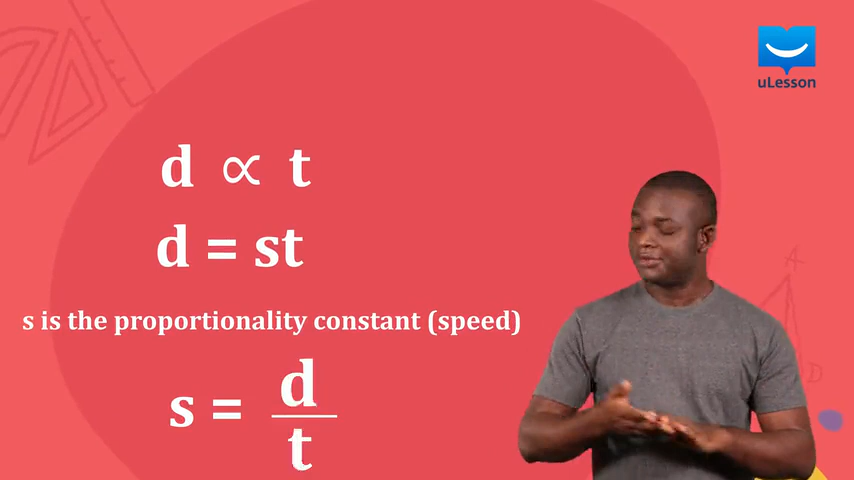 uLesson
d ∝ t
d = st
s is the proportionality constant (speed)
s = d
t
A
D